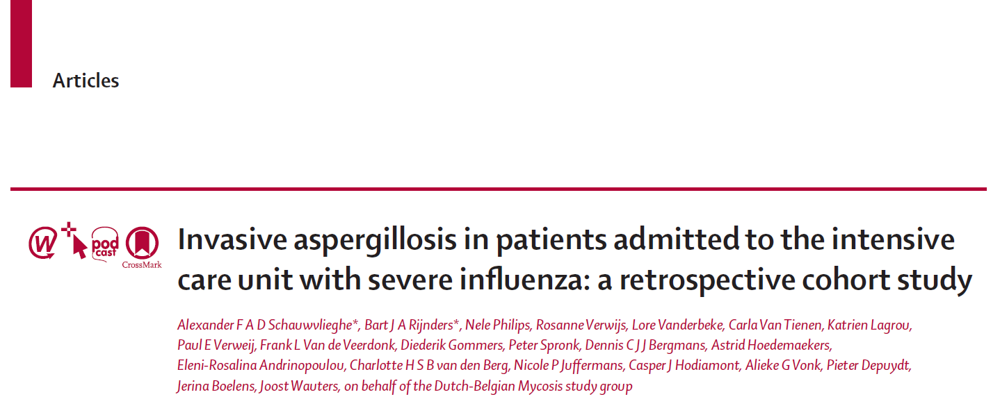 Articles
W
pod
cast
CrossMark
Invasive aspergillosis in patients admitted to the intensive
care unit with severe influenza: a retrospective cohort study
Alexander F A D Schauwvlieghe*, Bart J A Rijnders*, Nele Philips, Rosanne Verwijs, Lore Vanderbeke, Carla Van Tienen, Katrien Lagrou,
Paul E Verweij, Frank L Van de Veerdonk, Diederik Gommers, Peter Spronk, Dennis C J J Bergmans, Astrid Hoedemaekers,
Eleni-Rosalina Andrinopoulou, Charlotte H S B van den Berg, Nicole P Juffermans, Casper J Hodiamont, Alieke G Vonk, Pieter Depuydt,
Jerina Boelens, Joost Wauters, on behalf of the Dutch-Belgian Mycosis study group